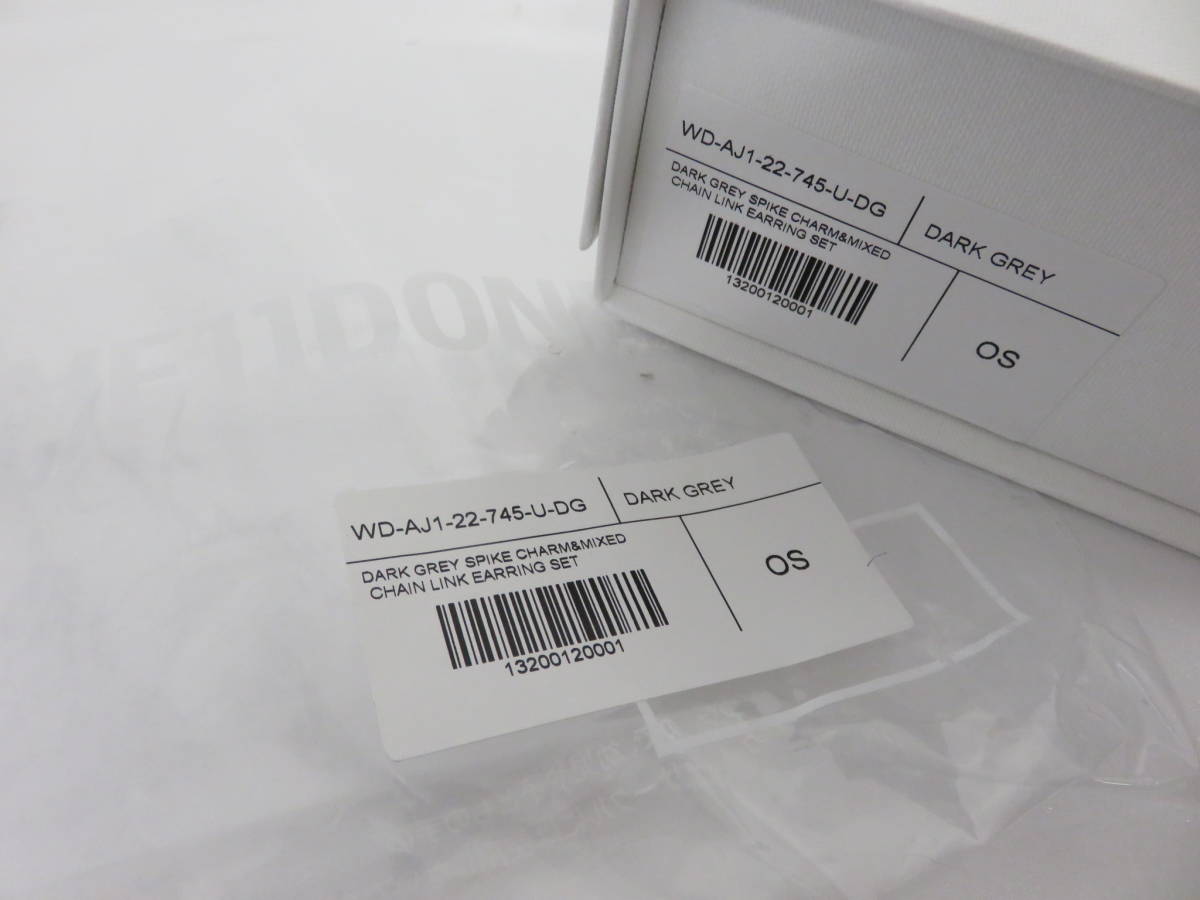 WD-AJ1-22-745-U-DG
DARK GREY
DARK GREY SPIKE CHARM&MIXED
CHAIN LINK EARRING SET
13200120001
OS
WD-AJ1-22-745-U-DG
DARK GREY
DARK GREY SPIKE CHARM&MIXED
CHAIN LINK EARRING SET
13200120001
OS